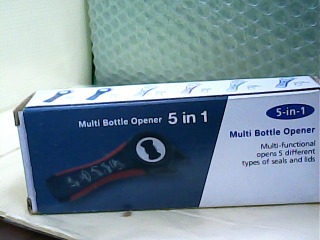 Multi Bottle Opener 5 in 1
5-in-1
Multi Bottle Opener
Multi-functional
opens 5 different
types of seals and lids